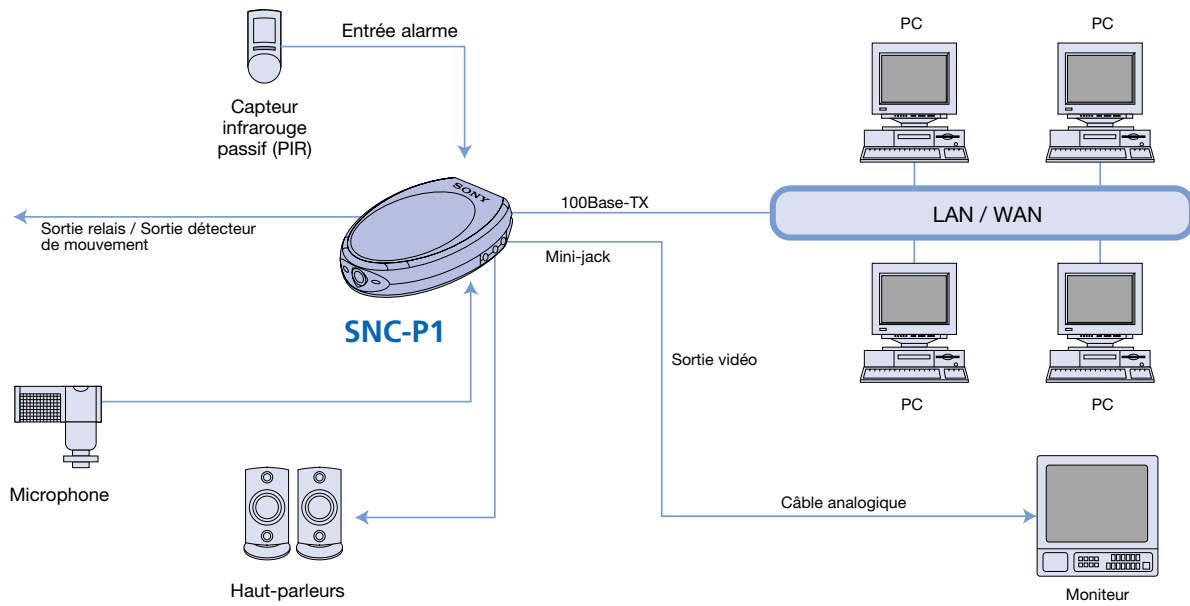 PC
PC
Entrée alarme
Capteur
infrarouge
passif (PIR)
SONY
100Base-TX
LAN / WAN
Sortie relais / Sortie détecteur
de mouvement
Mini-jack
SNC-P1
Sortie vidéo
PC
PC
Microphone
Câble analogique
Haut-parleurs
Moniteur